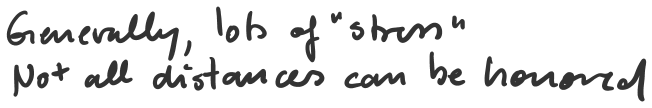 Generally, lots of "stress"
Not all distances can be honored